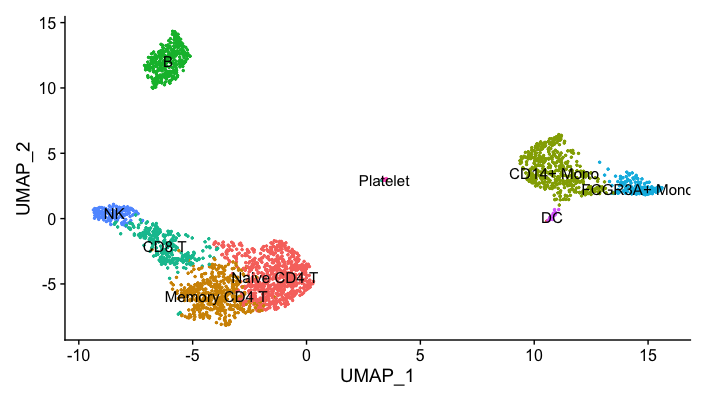 UMAP_2
15
10
5
0
-5
B
Platelet
CD14+ Mono
FCGR3A+ Mono
DC
NK
CD8 T
Naive CD4 T
Memory CD4 T
-10
-5
0
5
10
15
UMAP_1